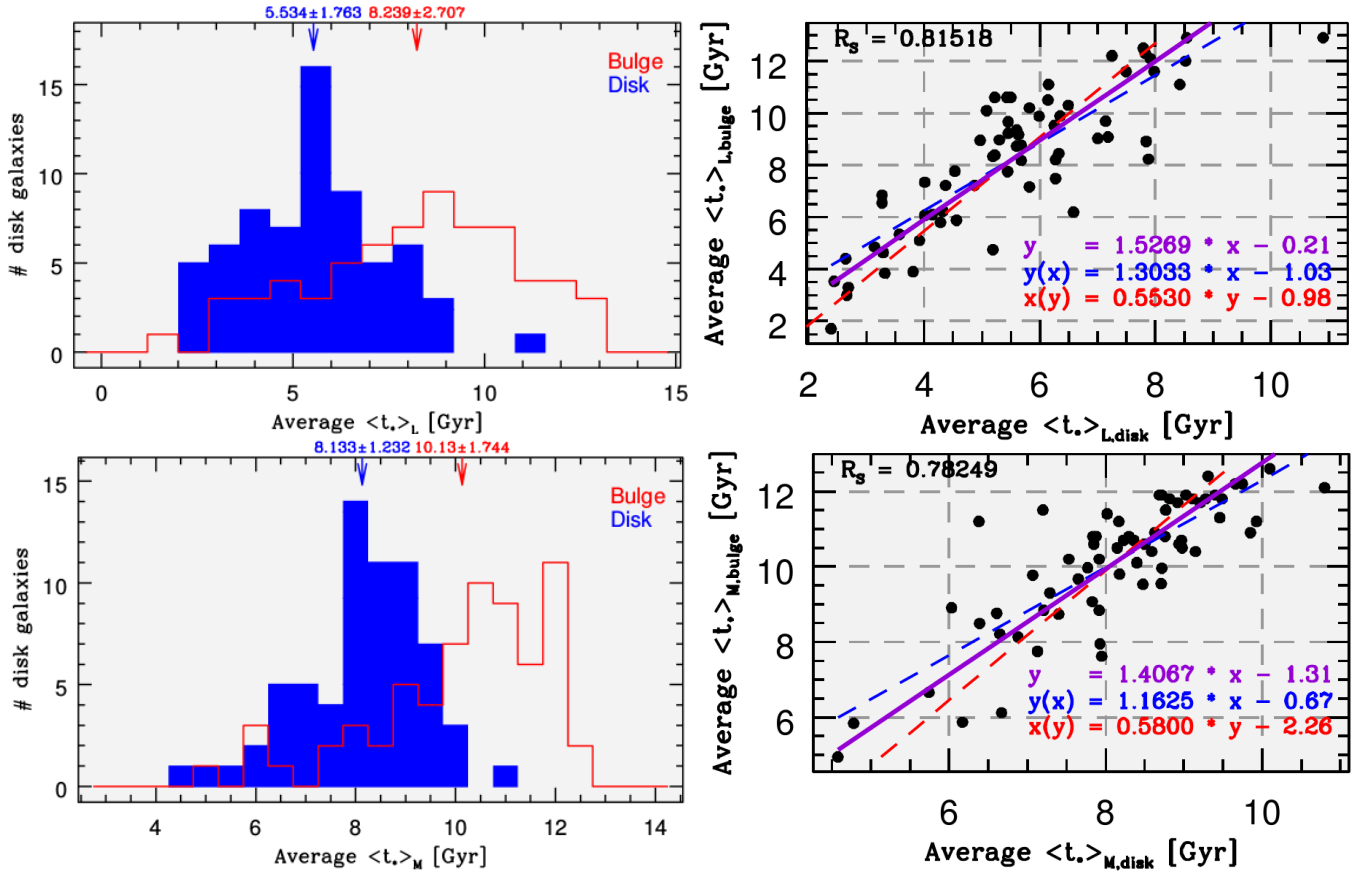 5.534±1.763 8.239±2.707
Bulge
Disk
# disk galaxies
0
5
10
15
0 5 10 15
Average <t⋆>L [Gyr]
RS = 0.81518
y = 1.5269 * x − 0.21
y(x) = 1.3033 * x − 1.03
x(y) = 0.5530 * y − 0.98
Average <t⋆>L,bulge [Gyr]
12
10
8
6
4
2
2 4 6 8 10
Average <t⋆>L,disk [Gyr]
8.133±1.232 10.13±1.744
Bulge
Disk
# disk galaxies
15
10
5
0
4 6 8 10 12 14
Average <t⋆>M [Gyr]
RS = 0.78249
y = 1.4067 * x − 1.31
y(x) = 1.1625 * x − 0.67
x(y) = 0.5800 * y − 2.26
Average <t⋆>M,bulge [Gyr]
12
10
8
6
6 8 10
Average <t⋆>M,disk [Gyr]